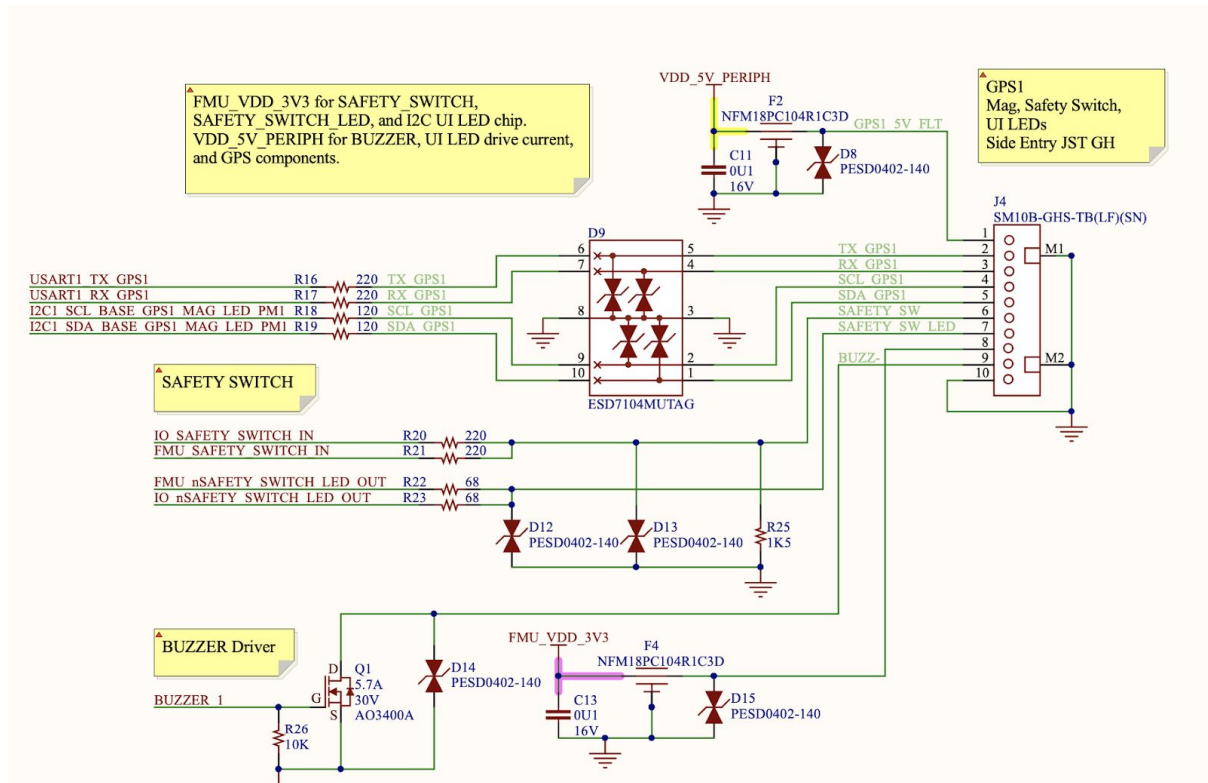 FMU_VDD_3V3 for SAFETY_SWITCH,
SAFETY_SWITCH_LED, and I2C UI LED chip.
VDD_5V_PERIPH for BUZZER, UI LED drive current,
and GPS components.
VDD_5V_PERIPH
F2
NFM18PC104R1C3D
GPS1_5V_FLT
C11
0U1
16V
D8
PESD0402-140
GPS1
Mag, Safety Switch,
UI LEDs
Side Entry JST GH
J4
SM10B-GHS-TB(LF)(SN)
1
2
3
4
5
6
7
8
9
10
M1
M2
D9
6
7
8
9
10
5
4
3
2
1
ESD7104MUTAG
TX_GPS1
RX_GPS1
SCL_GPS1
SDA_GPS1
SAFETY_SW
SAFETY_SW_LED
BUZZ-
USART1_TX_GPS1 R16 220 TX_GPS1
USART1_RX_GPS1 R17 220 RX_GPS1
I2C1_SCL_BASE_GPS1_MAG_LED_PM1 R18 120 SCL_GPS1
I2C1_SDA_BASE_GPS1_MAG_LED_PM1 R19 120 SDA_GPS1
SAFETY SWITCH
IO_SAFETY_SWITCH_IN R20 220
FMU_SAFETY_SWITCH_IN R21 220
FMU_nSAFETY_SWITCH_LED_OUT R22 68
IO_nSAFETY_SWITCH_LED_OUT R23 68
D12
PESD0402-140
D13
PESD0402-140
R25
1K5
BUZZER Driver
BUZZER_1
D
G
S
Q1
5.7A
30V
AO3400A
R26
10K
D14
PESD0402-140
FMU_VDD_3V3
F4
NFM18PC104R1C3D
C13
0U1
16V
D15
PESD0402-140